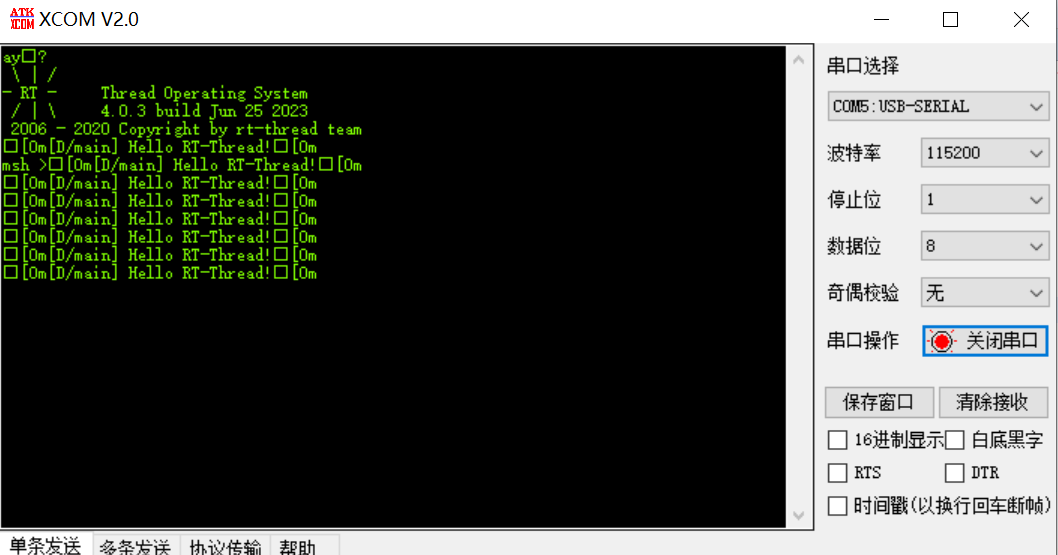 ATK XCOM XCOM V2.0
ay□?
\ | /
- RT -     Thread Operating System
/ | \     4.0.3 build Jun 25 2023
2006 - 2020 Copyright by rt-thread team
□[0m[D/main] Hello RT-Thread!□[0m
msh >□[0m[D/main] Hello RT-Thread!□[0m
□[0m[D/main] Hello RT-Thread!□[0m
□[0m[D/main] Hello RT-Thread!□[0m
□[0m[D/main] Hello RT-Thread!□[0m
□[0m[D/main] Hello RT-Thread!□[0m
□[0m[D/main] Hello RT-Thread!□[0m
□[0m[D/main] Hello RT-Thread!□[0m
串口选择
COM5:USB-SERIAL
波特率 115200
停止位 1
数据位 8
奇偶校验 无
串口操作 关闭串口
保存窗口 清除接收
16进制显示 白底黑字
RTS DTR
时间戳(以换行回车断帧)
单条发送 多条发送 协议传输 帮助